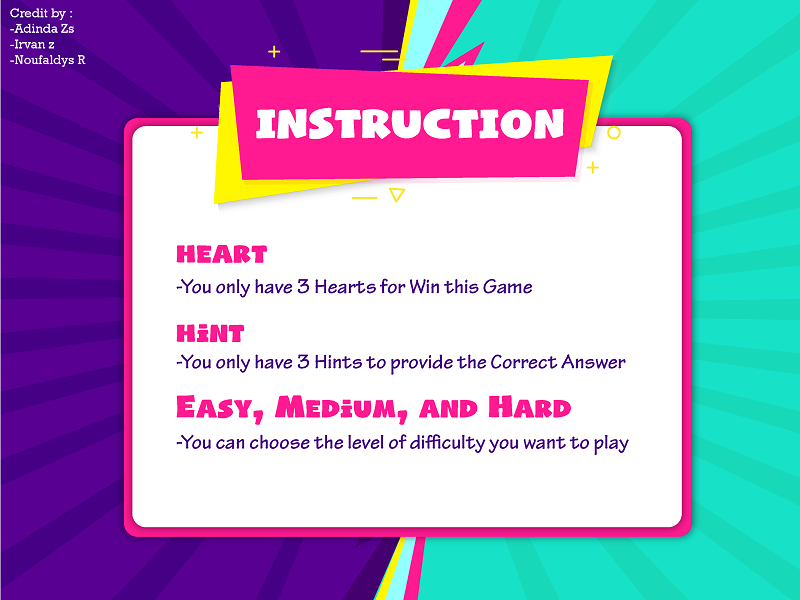 Credit by :
-Adinda Zs
-Irvan z
-Noufaldys R
INSTRUCTION
HEART
-You only have 3 Hearts for Win this Game
HiNT
-You only have 3 Hints to provide the Correct Answer
Easy, Medium, and Hard
-You can choose the level of difficulty you want to play